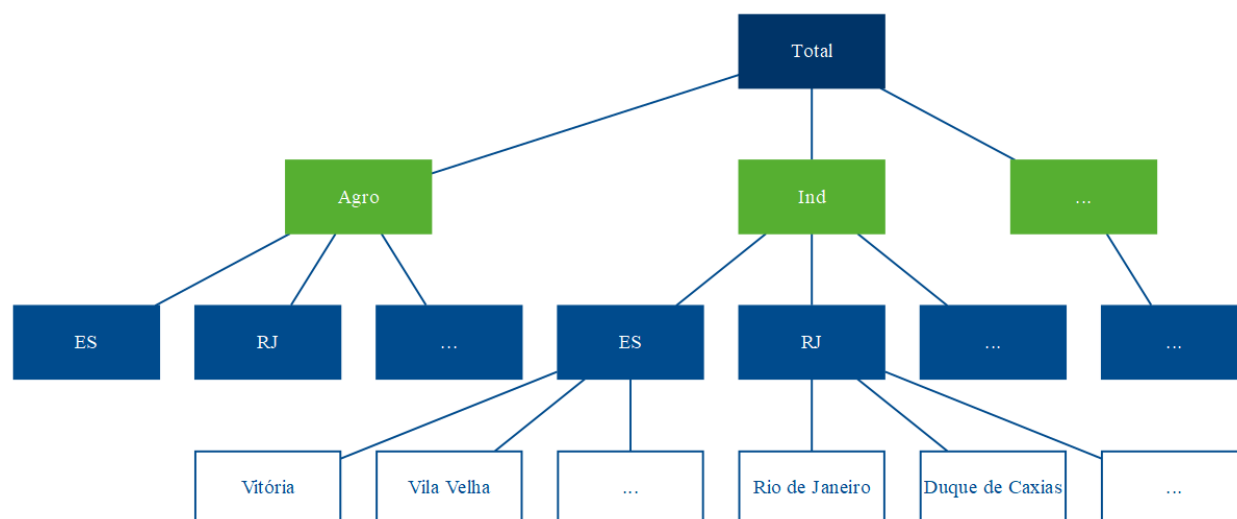 Total
Agro
Ind
...
ES
RJ
...
ES
RJ
...
...
Vitória
Vila Velha
...
Rio de Janeiro
Duque de Caxias
...